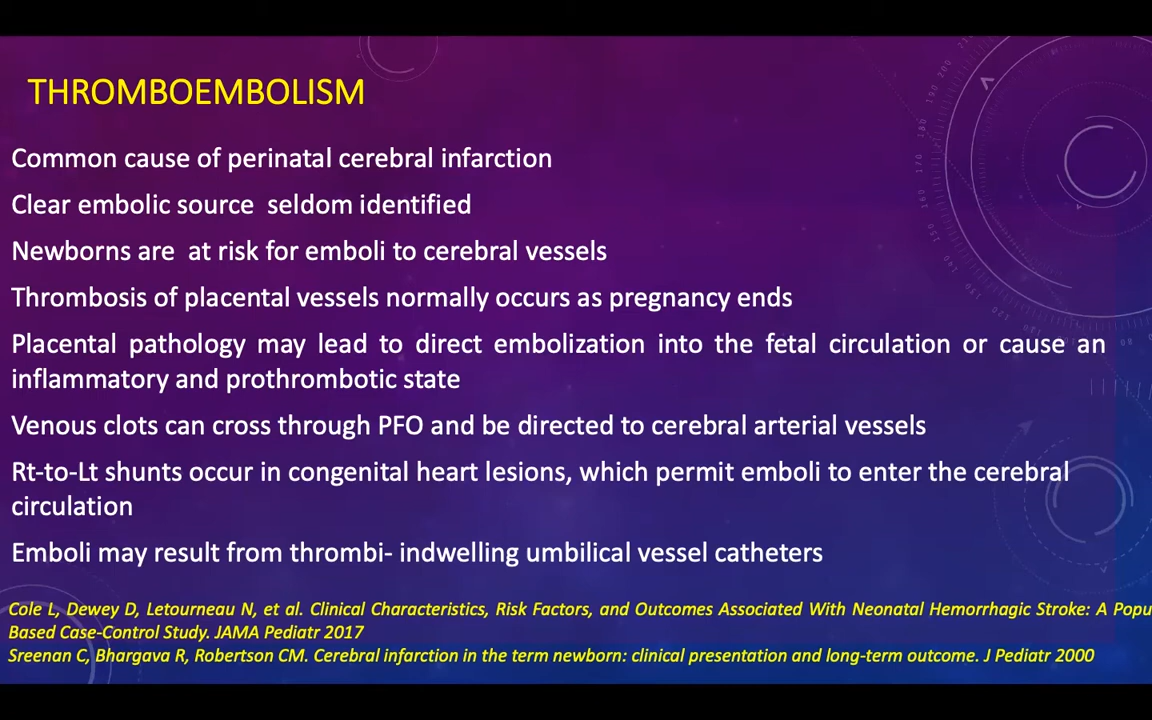 THROMBOEMBOLISM
Common cause of perinatal cerebral infarction
Clear embolic source seldom identified
Newborns are at risk for emboli to cerebral vessels
Thrombosis of placental vessels normally occurs as pregnancy ends
Placental pathology may lead to direct embolization into the fetal circulation or cause an
inflammatory and prothrombotic state
Venous clots can cross through PFO and be directed to cerebral arterial vessels
Rt-to-Lt shunts occur in congenital heart lesions, which permit emboli to enter the cerebral
circulation
Emboli may result from thrombi- indwelling umbilical vessel catheters
Cole L, Dewey D, Letourneau N, et al. Clinical Characteristics, Risk Factors, and Outcomes Associated With Neonatal Hemorrhagic Stroke: A Popu
Based Case-Control Study. JAMA Pediatr 2017
Sreenan C, Bhargava R, Robertson CM. Cerebral infarction in the term newborn: clinical presentation and long-term outcome. J Pediatr 2000